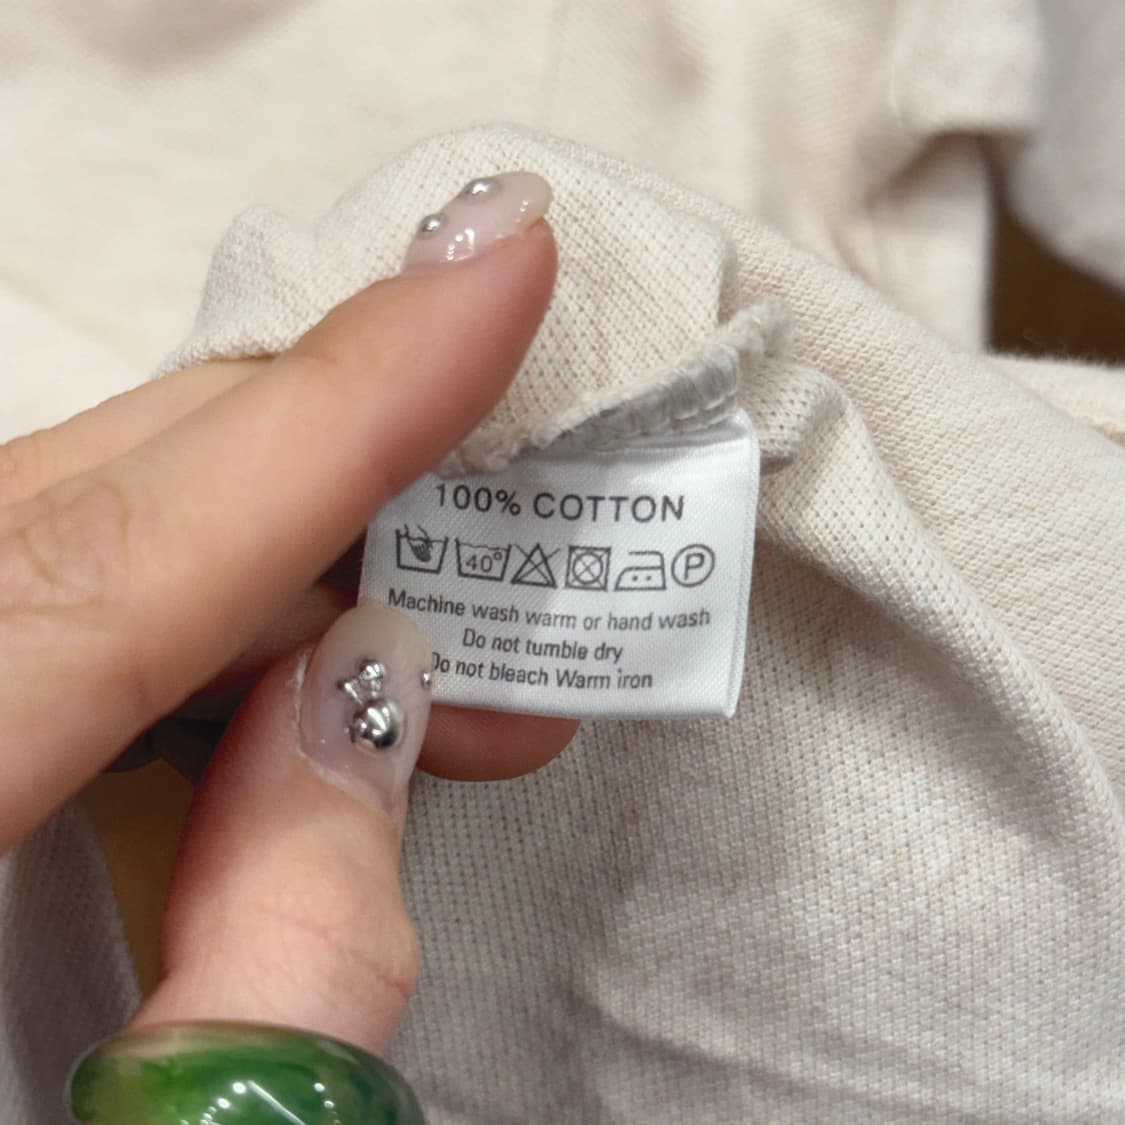 100% COTTON
40° P
Machine wash warm or hand wash
Do not tumble dry
Do not bleach Warm iron